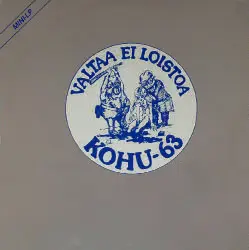 MINI-LP
VALTAA EI LOISTOA
KOHU-63